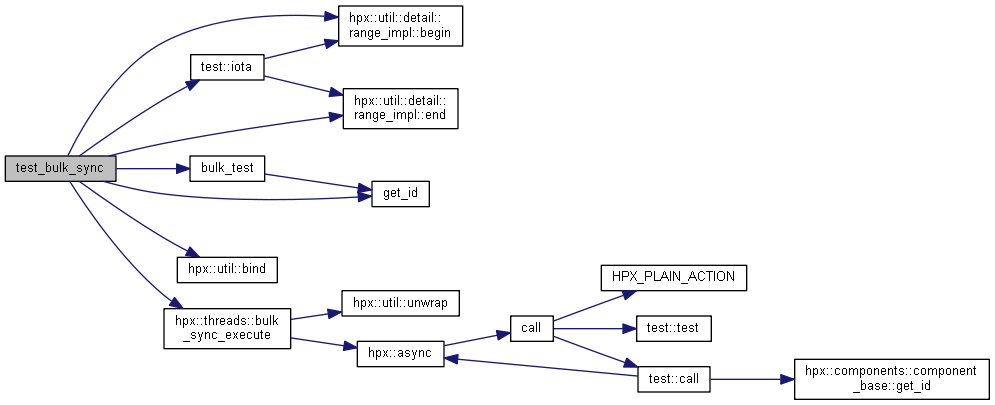 hpx::util::detail::
range_impl::begin
test::iota
hpx::util::detail::
range_impl::end
test_bulk_sync
bulk_test
get_id
hpx::util::bind
HPX_PLAIN_ACTION
hpx::util::unwrap
hpx::threads::bulk
_sync_execute
call
test::test
hpx::async
test::call
hpx::components::component
_base::get_id